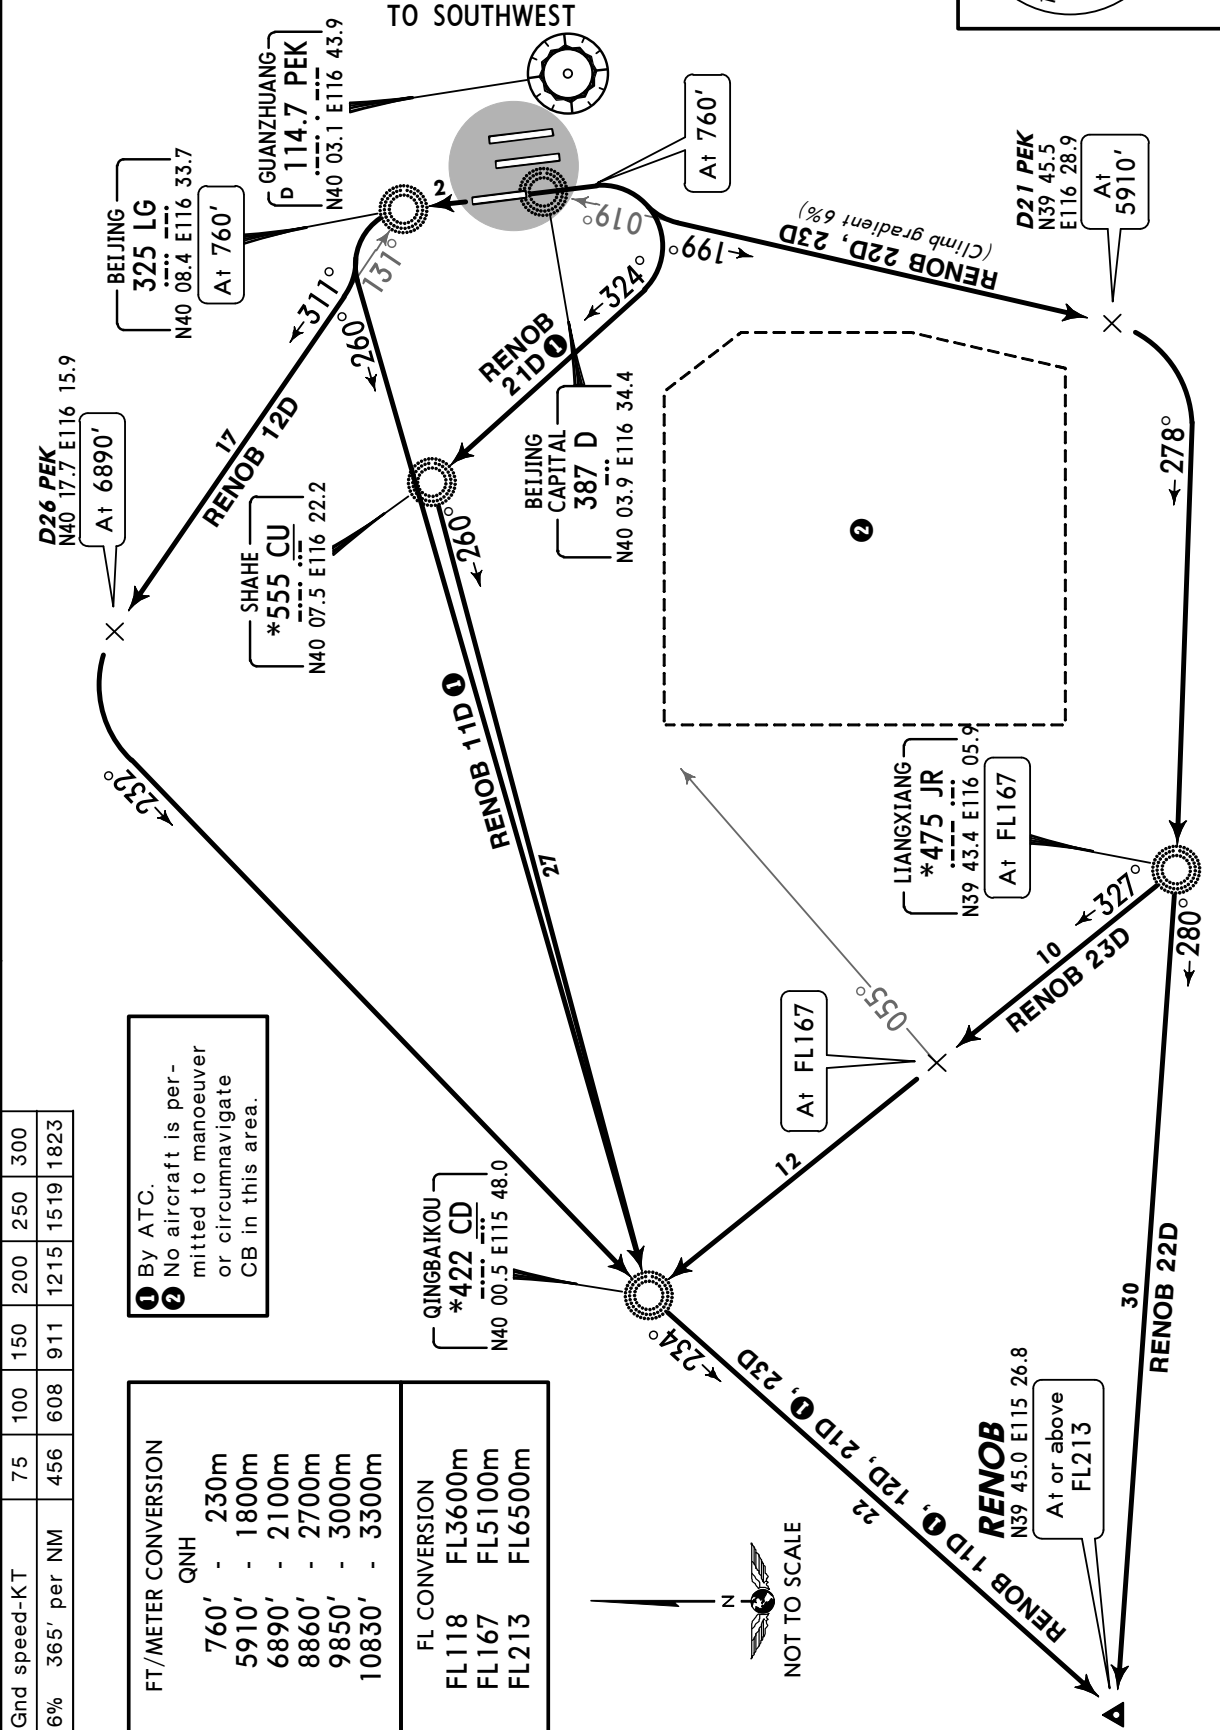 TO SOUTHWEST
GUANZHUANG
D 114.7 PEK
N40 03.1 E116 43.9
BEIJING
325 LG
N40 08.4 E116 33.7
At 760'
2
At 760'
019°
131°
311°
260°
324°
199°
RENOB
21D ❶
RENOB 22D, 23D
(Climb gradient 6%)
D21 PEK
N39 45.5
E116 28.9
At
5910'
D26 PEK
N40 17.7 E116 15.9
At 6890'
17
RENOB 12D
SHAHE
*555 CU
N40 07.5 E116 22.2
260°
BEIJING
CAPITAL
387 D
N40 03.9 E116 34.4
❷
278°
232°
RENOB 11D ❶
27
LIANGXIANG
*475 JR
N39 43.4 E116 05.9
At FL167
327°
280°
10
RENOB 23D
055°
At FL167
12
❶ By ATC.
❷ No aircraft is per-
mitted to manoeuver
or circumnavigate
CB in this area.
QINGBAIKOU
*422 CD
N40 00.5 E115 48.0
234°
30
RENOB 22D
22
RENOB 11D ❶, 12D, 21D ❶, 23D
RENOB
N39 45.0 E115 26.8
At or above
FL213
Gnd speed-KT 75 100 150 200 250 300
6% 365' per NM 456 608 911 1215 1519 1823
FT/METER CONVERSION
QNH
760' - 230m
5910' - 1800m
6890' - 2100m
8860' - 2700m
9850' - 3000m
10830' - 3300m
FL CONVERSION
FL118 FL3600m
FL167 FL5100m
FL213 FL6500m
N
NOT TO SCALE